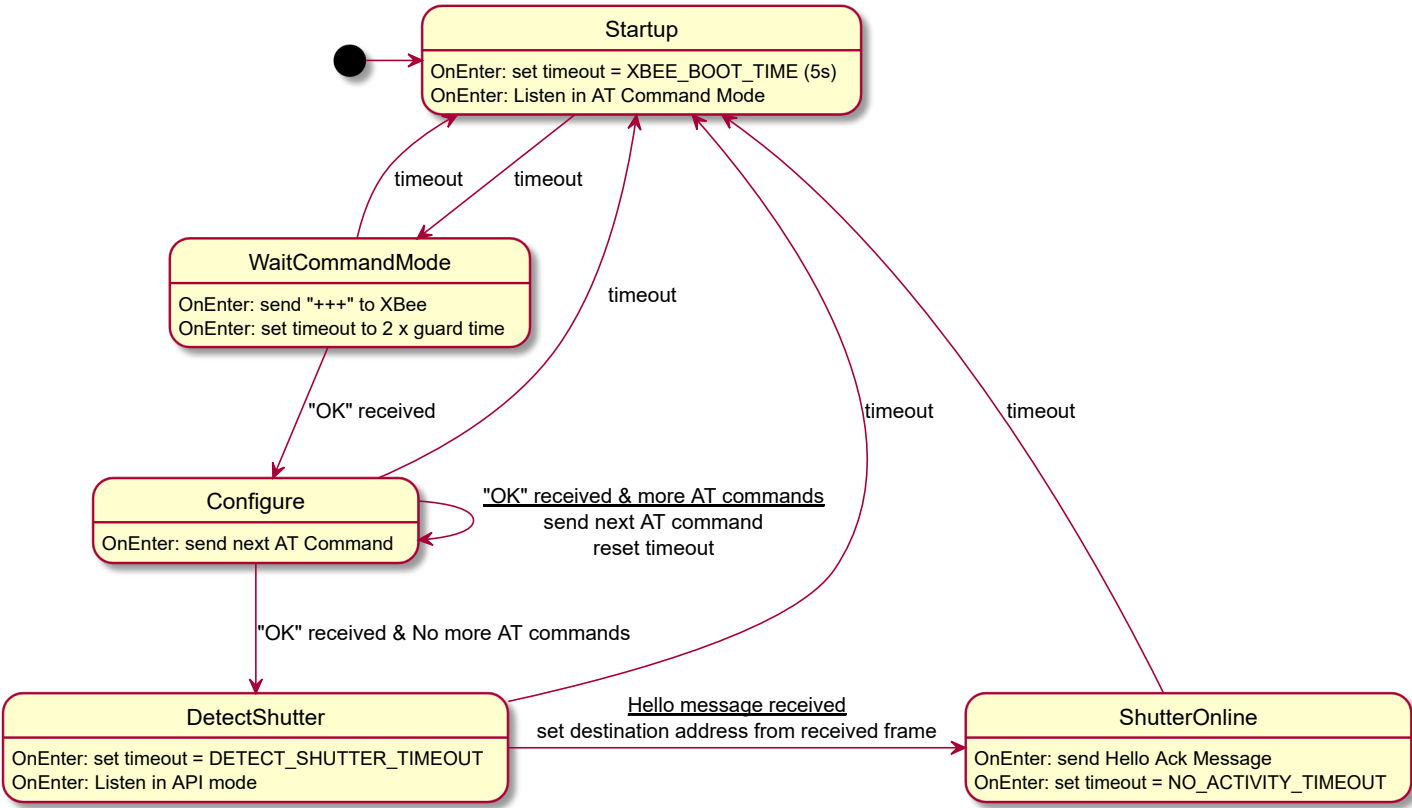 Startup
OnEnter: set timeout = XBEE_BOOT_TIME (5s)
OnEnter: Listen in AT Command Mode
timeout
timeout
WaitCommandMode
OnEnter: send "+++" to XBee
OnEnter: set timeout to 2 x guard time
timeout
"OK" received
timeout
timeout
Configure
OnEnter: send next AT Command
"OK" received & more AT commands
send next AT command
reset timeout
"OK" received & No more AT commands
DetectShutter
OnEnter: set timeout = DETECT_SHUTTER_TIMEOUT
OnEnter: Listen in API mode
Hello message received
set destination address from received frame
ShutterOnline
OnEnter: send Hello Ack Message
OnEnter: set timeout = NO_ACTIVITY_TIMEOUT